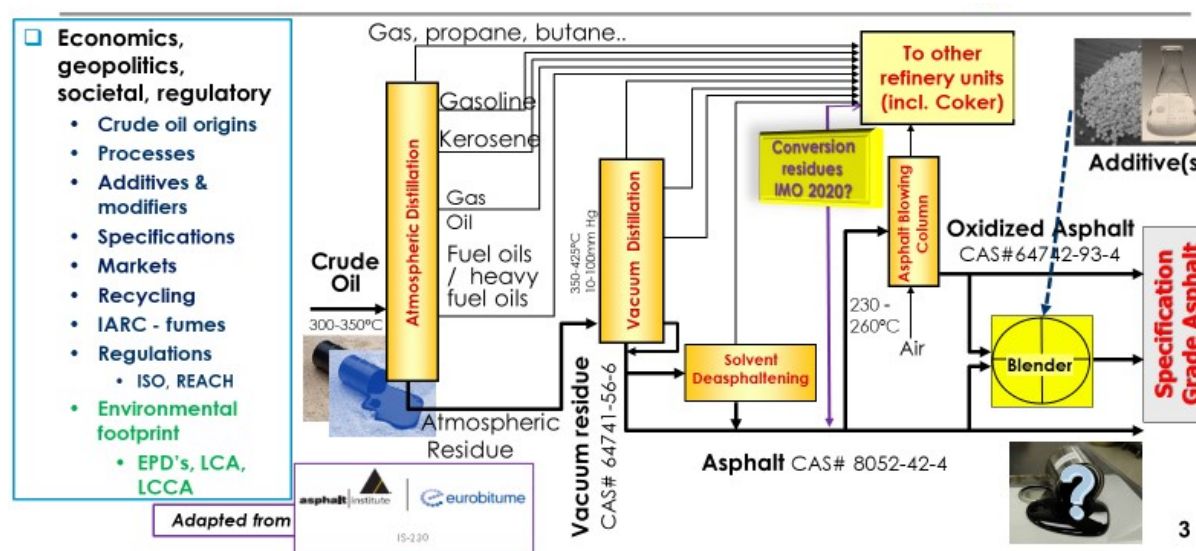 Economics,
geopolitics,
societal, regulatory
• Crude oil origins
• Processes
• Additives &
modifiers
• Specifications
• Markets
• Recycling
• IARC - fumes
• Regulations
• ISO, REACH
• Environmental
footprint
• EPD's, LCA,
LCCA
Adapted from
asphalt institute
eurobitume
IS-230
Gas, propane, butane..
Gasoline
Kerosene
Gas
Oil
Fuel oils
/ heavy
fuel oils
Crude
Oil
300-350°C
Atmospheric Distillation
Atmospheric
Residue
350-425°C
10-100mm Hg
Vacuum Distillation
Vacuum residue
CAS# 64741-56-6
Solvent
Deasphaltening
To other
refinery units
(incl. Coker)
Conversion
residues
IMO 2020?
Asphalt Blowing
Column
230 -
260°C
Air
Oxidized Asphalt
CAS#64742-93-4
Additive(s
Blender
Specification
Grade Asphalt
Asphalt CAS# 8052-42-4
?
3